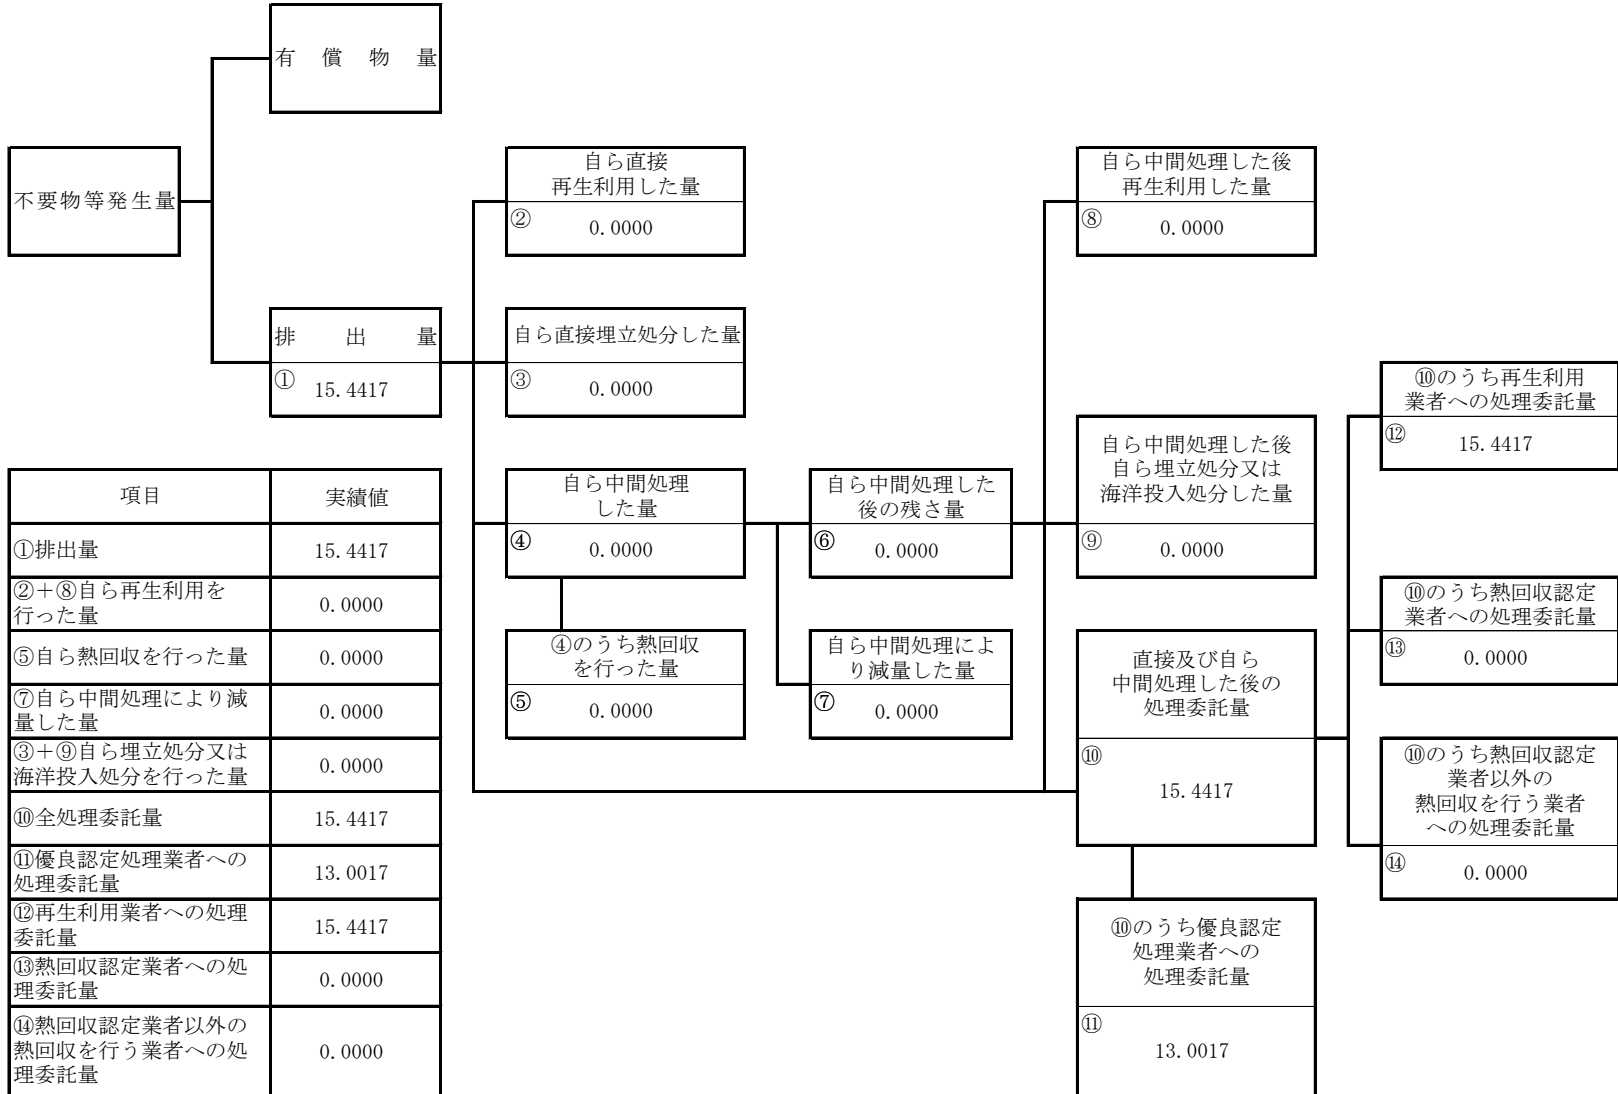 有償物量
不要物等発生量
排出量
① 15.4417
自ら直接
再生利用した量
② 0.0000
自ら直接埋立処分した量
③ 0.0000
自ら中間処理
した量
④ 0.0000
④のうち熱回収
を行った量
⑤ 0.0000
自ら中間処理した
後の残さ量
⑥ 0.0000
自ら中間処理によ
り減量した量
⑦ 0.0000
自ら中間処理した後
再生利用した量
⑧ 0.0000
自ら中間処理した後
自ら埋立処分又は
海洋投入処分した量
⑨ 0.0000
直接及び自ら
中間処理した後の
処理委託量
⑩ 15.4417
⑩のうち優良認定
処理業者への
処理委託量
⑪ 13.0017
⑩のうち再生利用
業者への処理委託量
⑫ 15.4417
⑩のうち熱回収認定
業者への処理委託量
⑬ 0.0000
⑩のうち熱回収認定
業者以外の
熱回収を行う業者
への処理委託量
⑭ 0.0000
項目 実績値
①排出量 15.4417
②＋⑧自ら再生利用を
行った量 0.0000
⑤自ら熱回収を行った量 0.0000
⑦自ら中間処理により減
量した量 0.0000
③＋⑨自ら埋立処分又は
海洋投入処分を行った量 0.0000
⑩全処理委託量 15.4417
⑪優良認定処理業者への
処理委託量 13.0017
⑫再生利用業者への処理
委託量 15.4417
⑬熱回収認定業者への処
理委託量 0.0000
⑭熱回収認定業者以外の
熱回収を行う業者への処
理委託量 0.0000